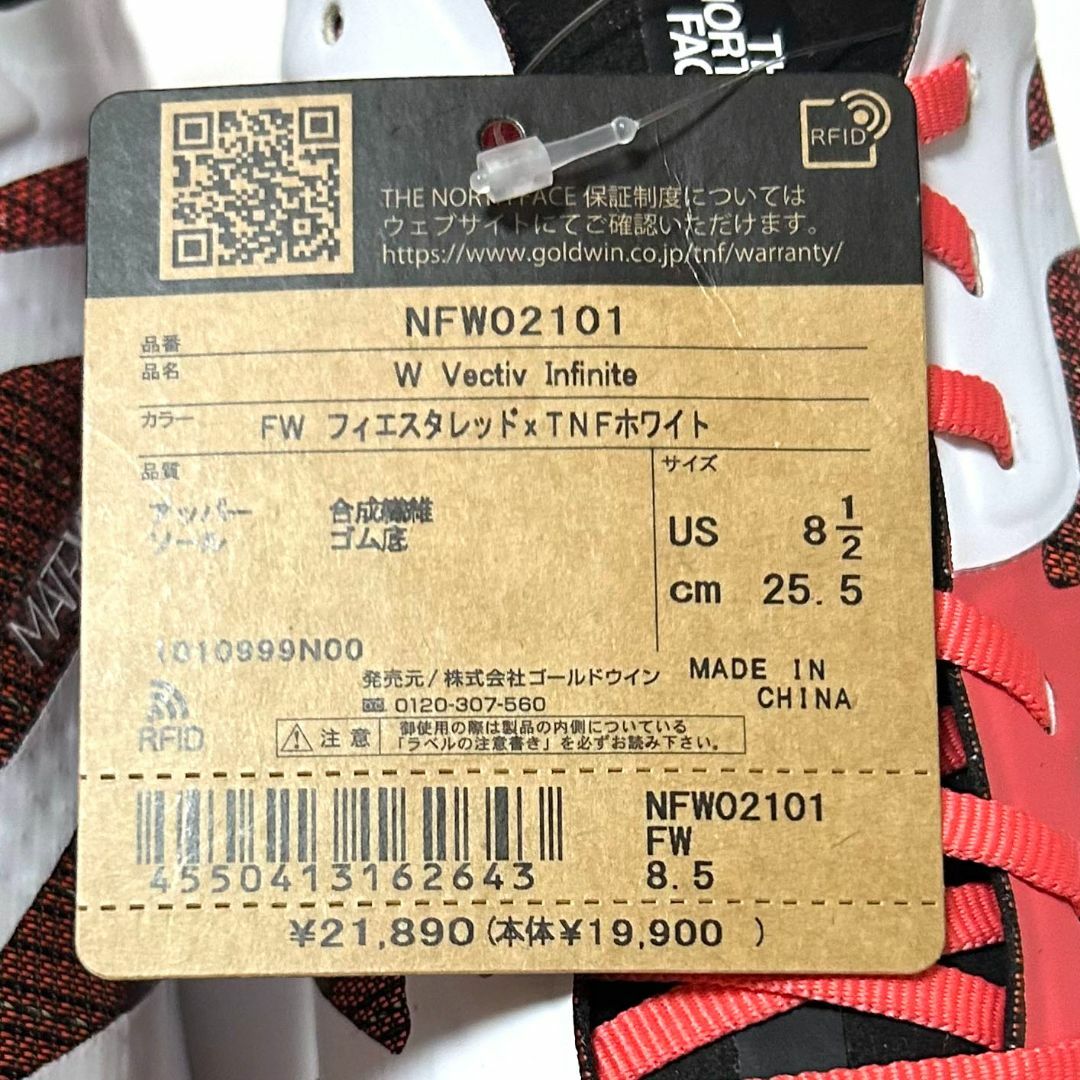 THE
NORTH
FACE
RFID
THE NORTH FACE 保証制度については
ウェブサイトにてご確認いただけます。
https://www.goldwin.co.jp/tnf/warranty/
品番 NFW02101
品名 W Vectiv Infinite
カラー FW フィエスタレッドxTNFホワイト
品質
サイズ
アッパー 合成繊維
ソール ゴム底
US 8 1/2
cm 25.5
1010999N00
発売元/株式会社ゴールドウイン
0120-307-560
MADE IN
CHINA
RFID
注意
御使用の際は製品の内側についている
「ラベルの注意書き」を必ずお読み下さい。
NFW02101
FW
8.5
4550413162643
¥21,890(本体¥19,900 )